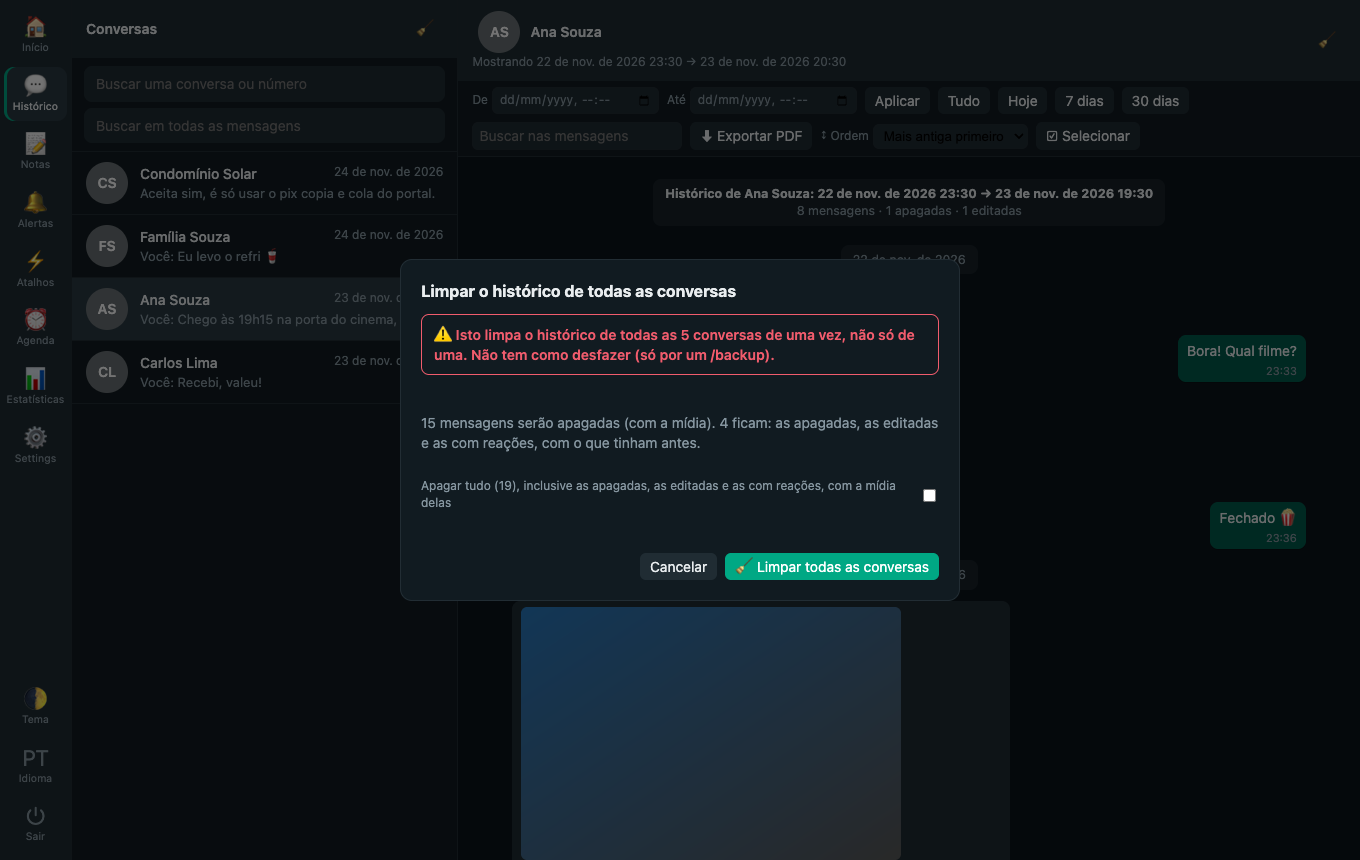 Início
Histórico
Notas
Alertas
Atalhos
Agenda
Estatísticas
Settings
Tema
PT
Idioma
Sair
Conversas
Buscar uma conversa ou número
Buscar em todas as mensagens
CS
Condomínio Solar
24 de nov. de 2026
Aceita sim, é só usar o pix copia e cola do portal.
FS
Família Souza
24 de nov. de 2026
Você: Eu levo o refri 🥤
AS
Ana Souza
23 de nov. d
Você: Chego às 19h15 na porta do cinema,
CL
Carlos Lima
23 de nov. d
Você: Recebi, valeu!
AS
Ana Souza
Mostrando 22 de nov. de 2026 23:30 → 23 de nov. de 2026 20:30
De dd/mm/yyyy, --:-- Até dd/mm/yyyy, --:-- Aplicar Tudo Hoje 7 dias 30 dias
Buscar nas mensagens ⬇ Exportar PDF ↕ Ordem Mais antiga primeiro ☑ Selecionar
Histórico de Ana Souza: 22 de nov. de 2026 23:30 → 23 de nov. de 2026 19:30
8 mensagens · 1 apagadas · 1 editadas
22 de nov. de 2026
Bora! Qual filme?
23:33
Fechado 🍿
23:36
Limpar o histórico de todas as conversas
⚠️ Isto limpa o histórico de todas as 5 conversas de uma vez, não só de
uma. Não tem como desfazer (só por um /backup).
15 mensagens serão apagadas (com a mídia). 4 ficam: as apagadas, as editadas
e as com reações, com o que tinham antes.
Apagar tudo (19), inclusive as apagadas, as editadas e as com reações, com a mídia
delas
Cancelar
🧹 Limpar todas as conversas